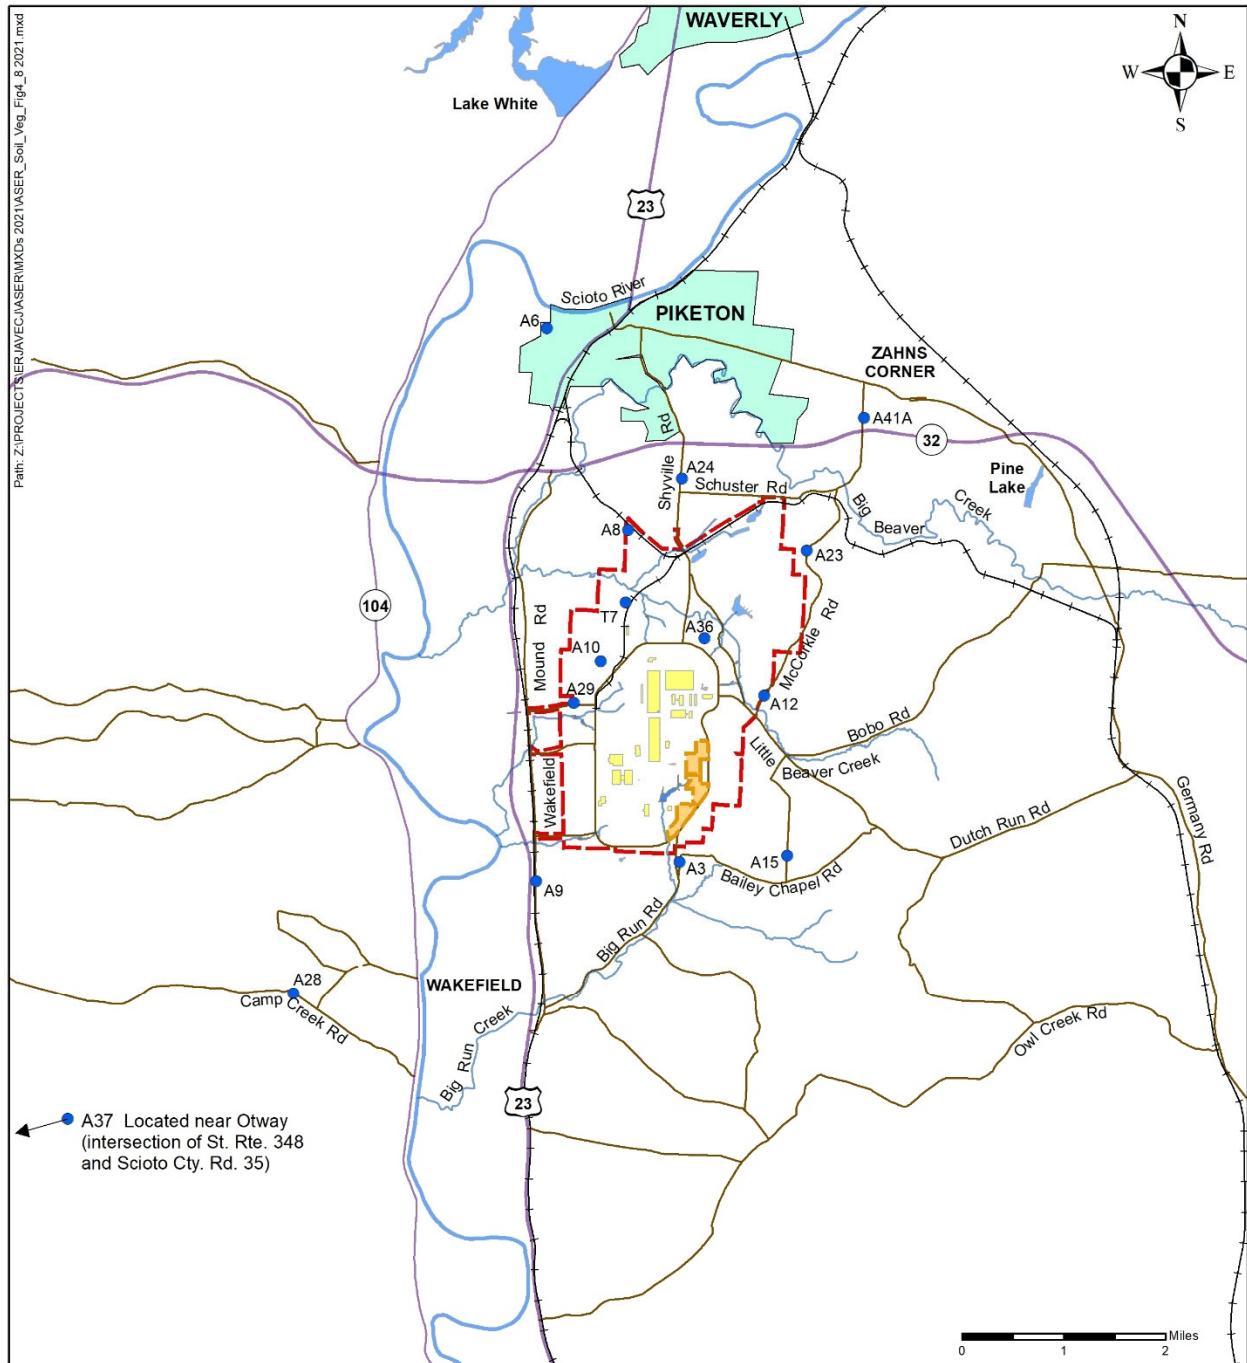 WAVERLY
N
W E
S
Path: Z:\PROJECTS\ERJAVECJ\ASER\MXDs 2021\ASER_Soil_Veg_Fig4_8 2021.mxd
Lake White
23
Scioto River
PIKETON
A6
ZAHNS
CORNER
A41A
32
Shyville Rd
A24
Schuster Rd
Pine
Lake
Big Beaver Creek
A8
A23
104
T7
A36
Mound Rd
A10
McCorkle Rd
A29
A12
Bobo Rd
Little
Beaver Creek
Wakefield
Germany Rd
Dutch Run Rd
A15
A3
Bailey Chapel Rd
A9
Big Run Rd
A28
WAKEFIELD
Camp Creek Rd
Big Run Creek
Owl Creek Rd
23
A37 Located near Otway
(intersection of St. Rte. 348
and Scioto Cty. Rd. 35)
Miles
0 1 2